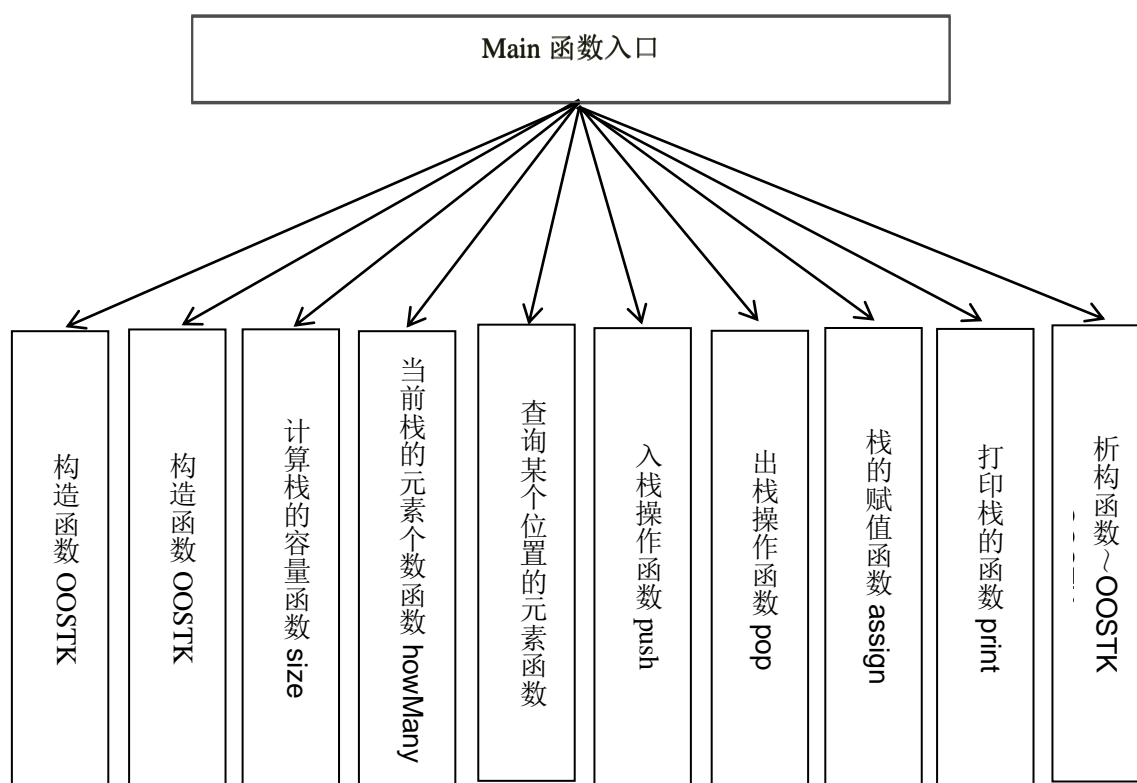 Main 函数入口
构造函数 OOSTK
构造函数 OOSTK
计算栈的容量函数 size
当前栈的元素个数函数 howMany
查询某个位置的元素函数
入栈操作函数 push
出栈操作函数 pop
栈的赋值函数 assign
打印栈的函数 print
析构函数~OOSTK